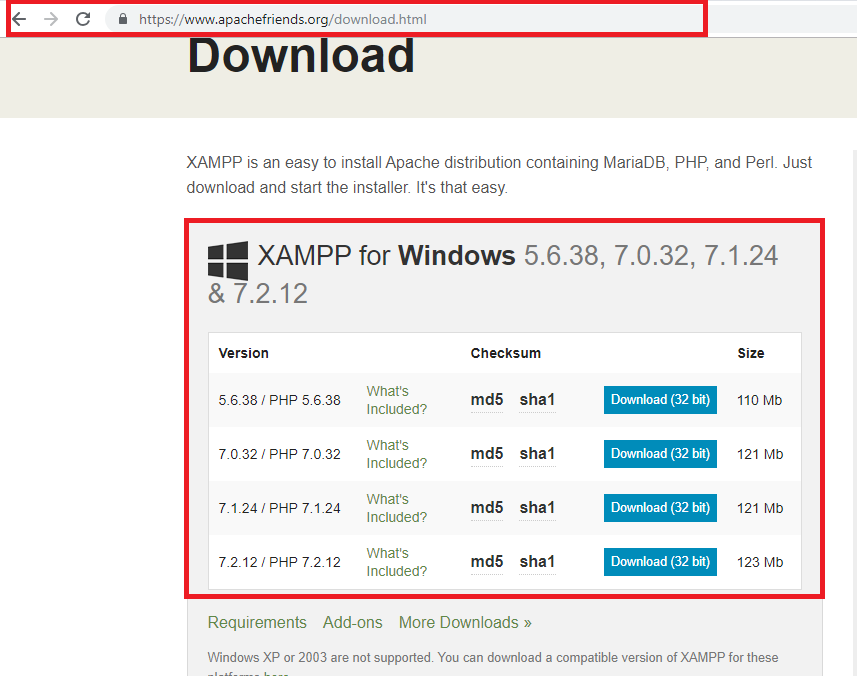 https://www.apachefriends.org/download.html
Download
XAMPP is an easy to install Apache distribution containing MariaDB, PHP, and Perl. Just
download and start the installer. It's that easy.
XAMPP for Windows 5.6.38, 7.0.32, 7.1.24
& 7.2.12
Version Checksum Size
5.6.38 / PHP 5.6.38 What's Included? md5 sha1 Download (32 bit) 110 Mb
7.0.32 / PHP 7.0.32 What's Included? md5 sha1 Download (32 bit) 121 Mb
7.1.24 / PHP 7.1.24 What's Included? md5 sha1 Download (32 bit) 121 Mb
7.2.12 / PHP 7.2.12 What's Included? md5 sha1 Download (32 bit) 123 Mb
Requirements Add-ons More Downloads »
Windows XP or 2003 are not supported. You can download a compatible version of XAMPP for these
platforms here.